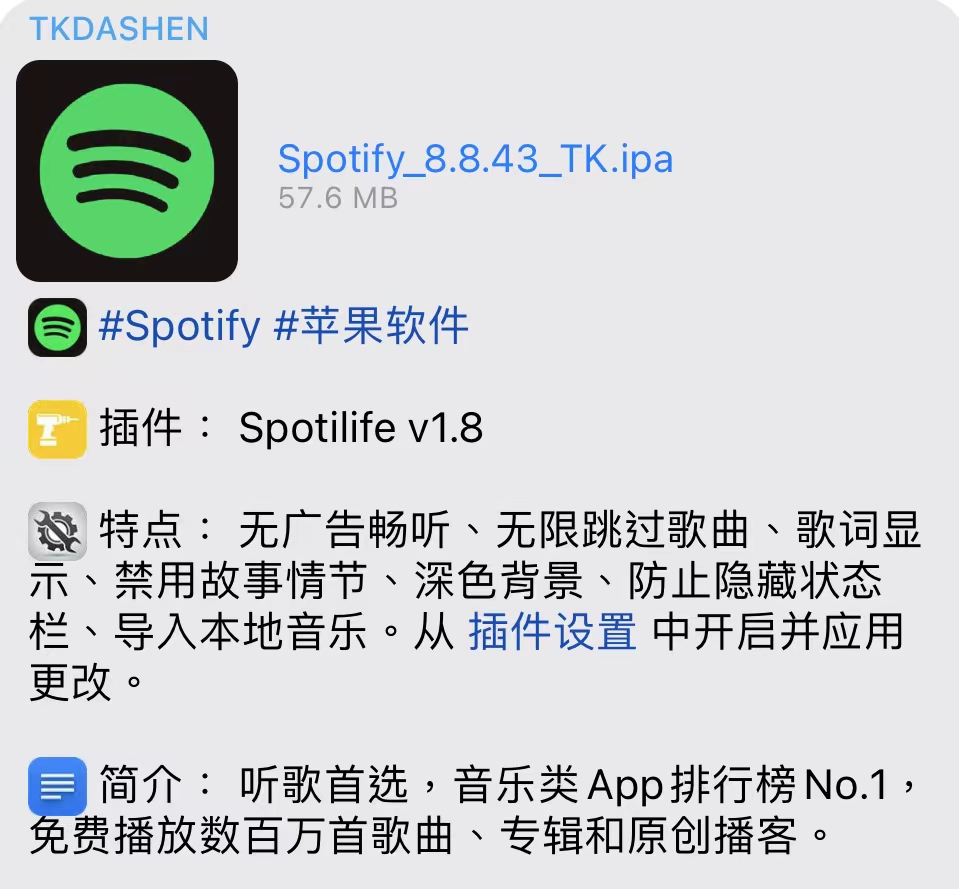 TKDASHEN
Spotify_8.8.43_TK.ipa
57.6 MB
#Spotify #苹果软件
插件： Spotilife v1.8
特点： 无广告畅听、无限跳过歌曲、歌词显
示、禁用故事情节、深色背景、防止隐藏状态
栏、导入本地音乐。从 插件设置 中开启并应用
更改。
简介： 听歌首选，音乐类App排行榜No.1，
免费播放数百万首歌曲、专辑和原创播客。